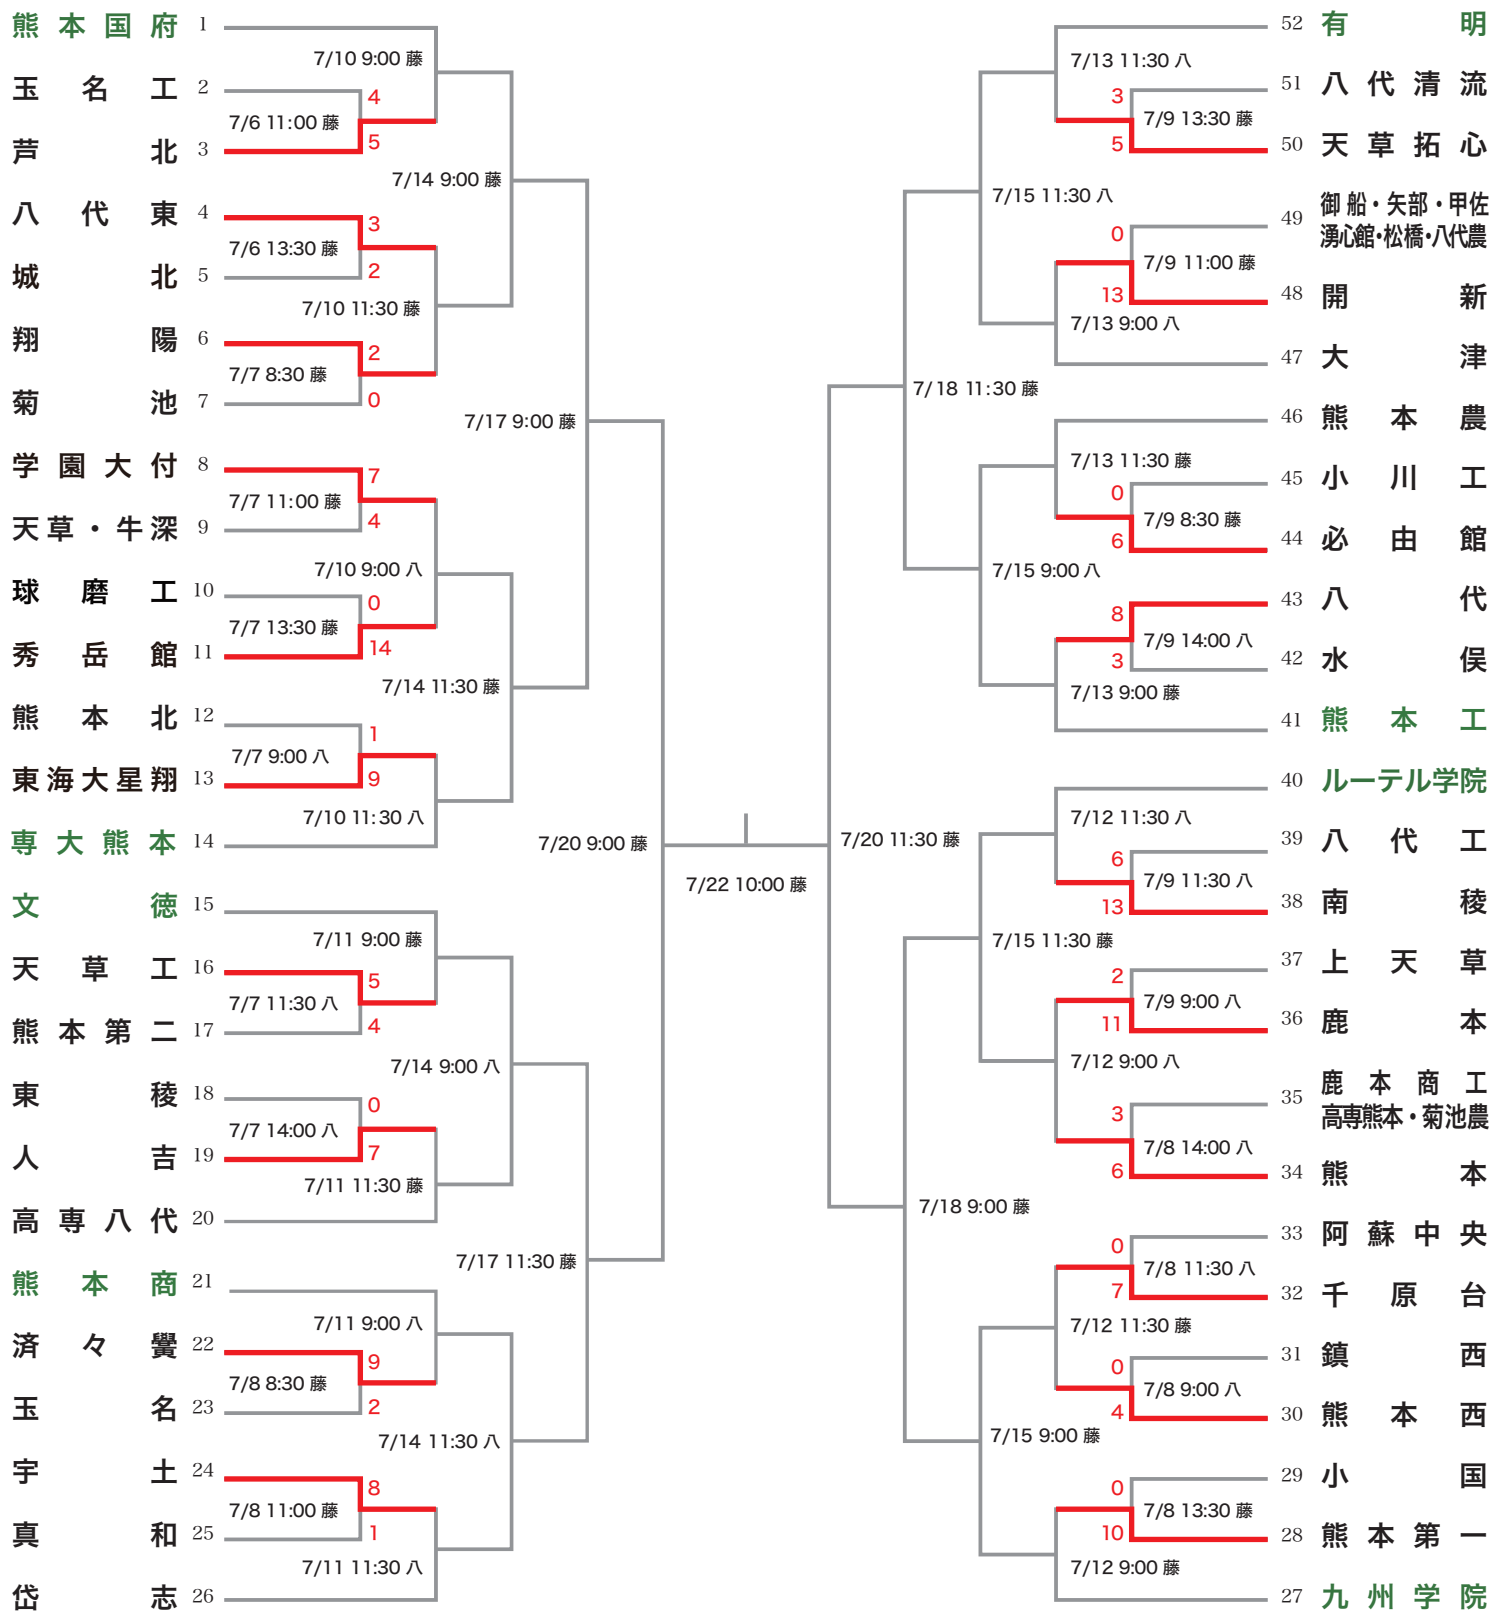 熊本国府 1
7/10 9:00 藤
玉名工 2
4
7/6 11:00 藤
5
芦北 3
7/14 9:00 藤
八代東 4
3
7/6 13:30 藤
2
城北 5
7/10 11:30 藤
翔陽 6
2
7/7 8:30 藤
0
菊池 7
7/17 9:00 藤
学園大付 8
7
7/7 11:00 藤
4
天草・牛深 9
7/10 9:00 八
球磨工 10
0
7/7 13:30 藤
14
秀岳館 11
7/14 11:30 藤
熊本北 12
1
7/7 9:00 八
9
東海大星翔 13
7/10 11:30 八
専大熊本 14
7/20 9:00 藤
文徳 15
7/11 9:00 藤
天草工 16
5
7/7 11:30 八
4
熊本第二 17
7/14 9:00 八
東稜 18
0
7/7 14:00 八
7
人吉 19
7/11 11:30 藤
高専八代 20
7/17 11:30 藤
熊本商 21
7/11 9:00 八
済々黌 22
9
7/8 8:30 藤
2
玉名 23
7/14 11:30 八
宇土 24
8
7/8 11:00 藤
1
真和 25
7/11 11:30 八
岱志 26
7/22 10:00 藤
52 有明
7/13 11:30 八
51 八代清流
3
7/9 13:30 藤
5
50 天草拓心
7/15 11:30 八
御船・矢部・甲佐
49
湧心館・松橋・八代農
0
7/9 11:00 藤
13
48 開新
7/13 9:00 八
47 大津
7/18 11:30 藤
46 熊本農
7/13 11:30 藤
45 小川工
0
7/9 8:30 藤
6
44 必由館
7/15 9:00 八
43 八代
8
7/9 14:00 八
3
42 水俣
7/13 9:00 藤
41 熊本工
7/20 11:30 藤
40 ルーテル学院
7/12 11:30 八
39 八代工
6
7/9 11:30 八
13
38 南稜
7/15 11:30 藤
37 上天草
2
7/9 9:00 八
11
36 鹿本
7/12 9:00 八
鹿本商工
35
高専熊本・菊池農
3
7/8 14:00 八
6
34 熊本
7/18 9:00 藤
33 阿蘇中央
0
7/8 11:30 八
7
32 千原台
7/12 11:30 藤
31 鎮西
0
7/8 9:00 八
4
30 熊本西
7/15 9:00 藤
29 小国
0
7/8 13:30 藤
10
28 熊本第一
7/12 9:00 藤
27 九州学院